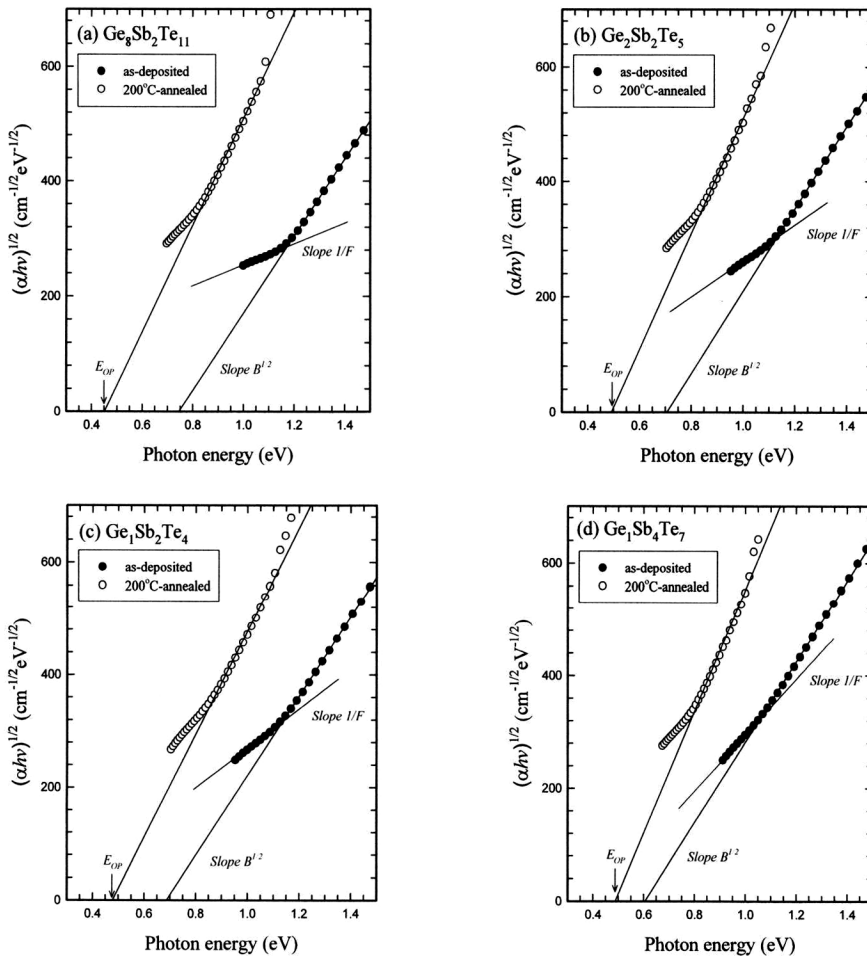 (a) Ge8Sb2Te11
as-deposited
200°C-annealed
(αhν)1/2 (cm-1/2eV-1/2)
600
400
200
0
Slope 1/F
Slope B1/2
EOP
0.4 0.6 0.8 1.0 1.2 1.4
Photon energy (eV)
(b) Ge2Sb2Te5
as-deposited
200°C-annealed
(αhν)1/2 (cm-1/2eV-1/2)
600
400
200
0
Slope 1/F
Slope B1/2
EOP
0.4 0.6 0.8 1.0 1.2 1.4
Photon energy (eV)
(c) Ge1Sb2Te4
as-deposited
200°C-annealed
(αhν)1/2 (cm-1/2eV-1/2)
600
400
200
0
Slope 1/F
Slope B1/2
EOP
0.4 0.6 0.8 1.0 1.2 1.4
Photon energy (eV)
(d) Ge1Sb4Te7
as-deposited
200°C-annealed
(αhν)1/2 (cm-1/2eV-1/2)
600
400
200
0
Slope 1/F
Slope B1/2
EOP
0.4 0.6 0.8 1.0 1.2 1.4
Photon energy (eV)